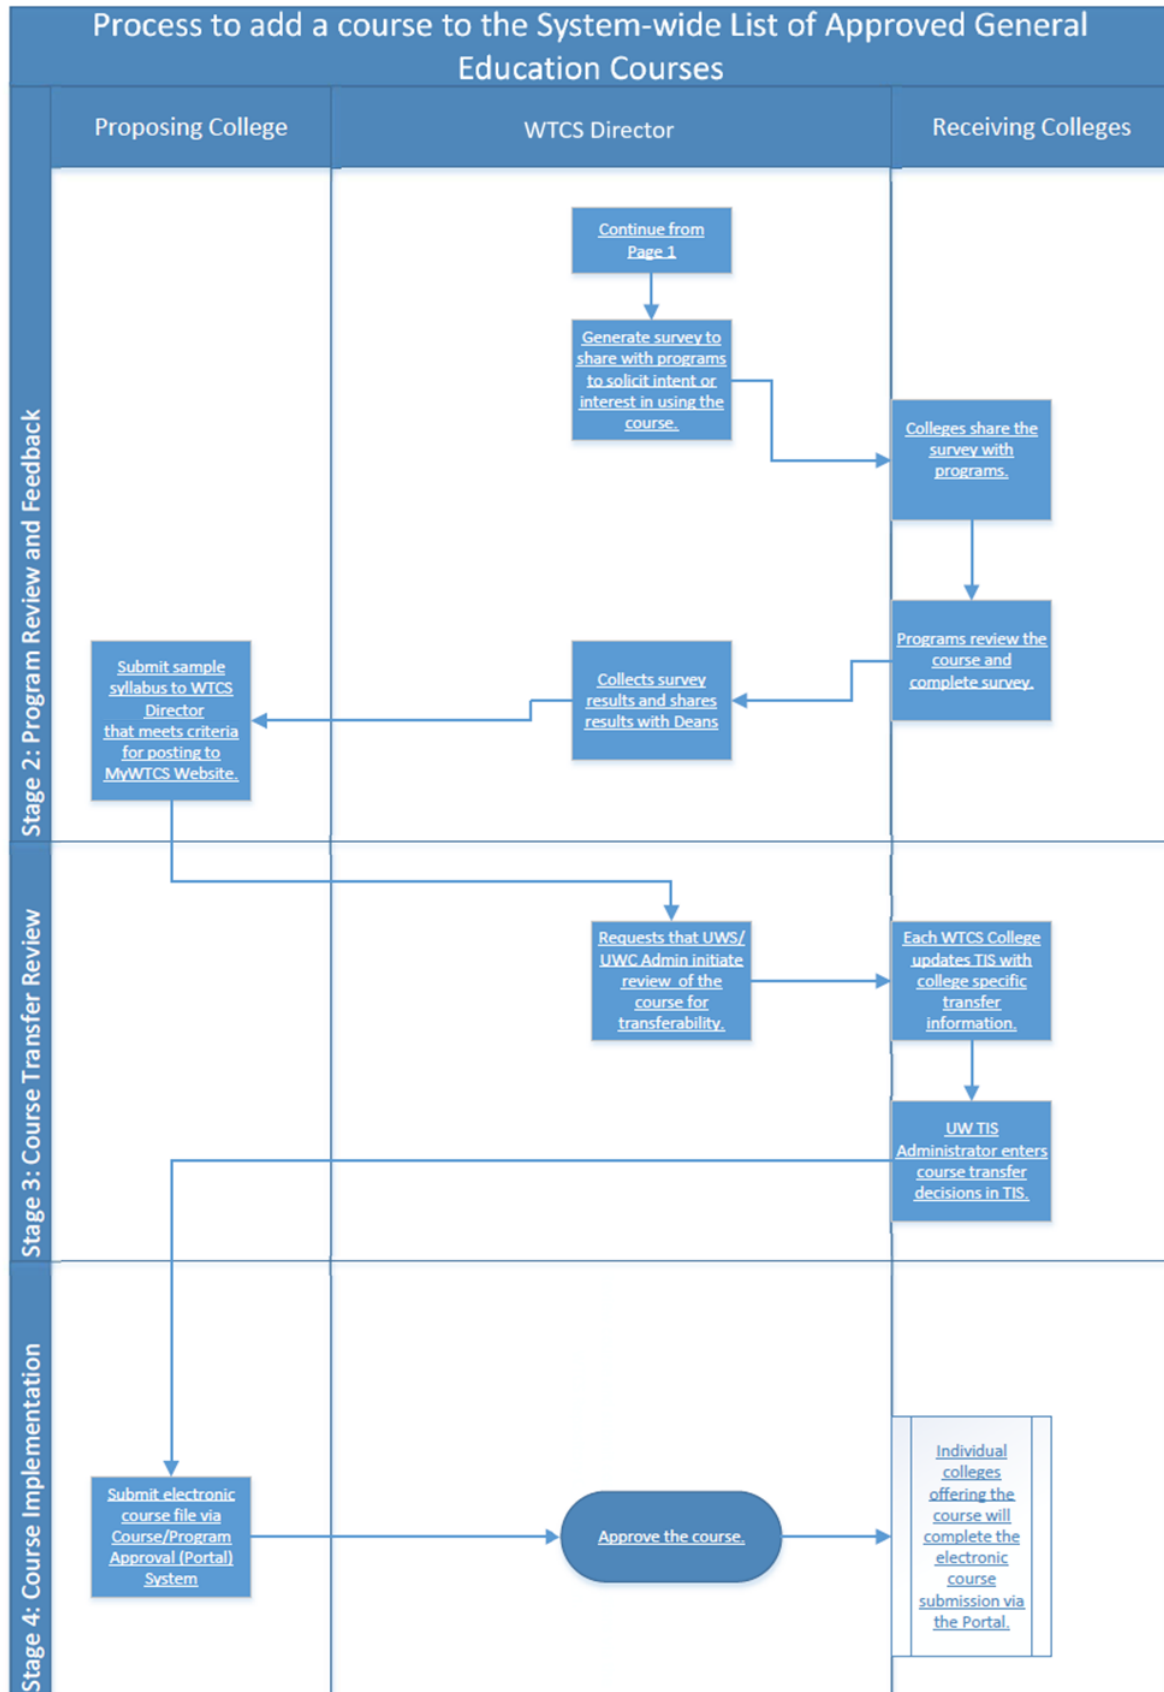 Process to add a course to the System-wide List of Approved General
Education Courses
Proposing College
WTCS Director
Receiving Colleges
Stage 2: Program Review and Feedback
Continue from
Page 1
Generate survey to
share with programs
to solicit intent or
interest in using the
course.
Colleges share the
survey with
programs.
Programs review the
course and
complete survey.
Collects survey
results and shares
results with Deans
Submit sample
syllabus to WTCS
Director
that meets criteria
for posting to
MyWTCS Website.
Stage 3: Course Transfer Review
Requests that UWS/
UWC Admin initiate
review of the
course for
transferability.
Each WTCS College
updates TIS with
college specific
transfer
information.
UW TIS
Administrator enters
course transfer
decisions in TIS.
Stage 4: Course Implementation
Submit electronic
course file via
Course/Program
Approval (Portal)
System
Approve the course.
Individual
colleges
offering the
course will
complete the
electronic
course
submission via
the Portal.